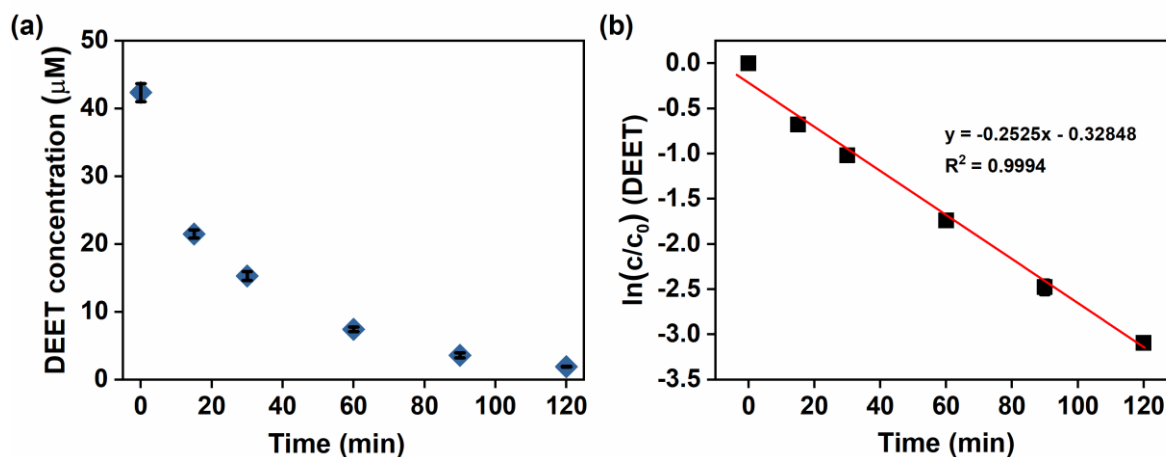 (a)
50
40
30
20
10
0
DEET concentration (μM)
0 20 40 60 80 100 120
Time (min)
(b)
0.0
-0.5
-1.0
-1.5
-2.0
-2.5
-3.0
-3.5
ln(c/c0) (DEET)
y = -0.2525x - 0.32848
R2 = 0.9994
0 20 40 60 80 100 120
Time (min)